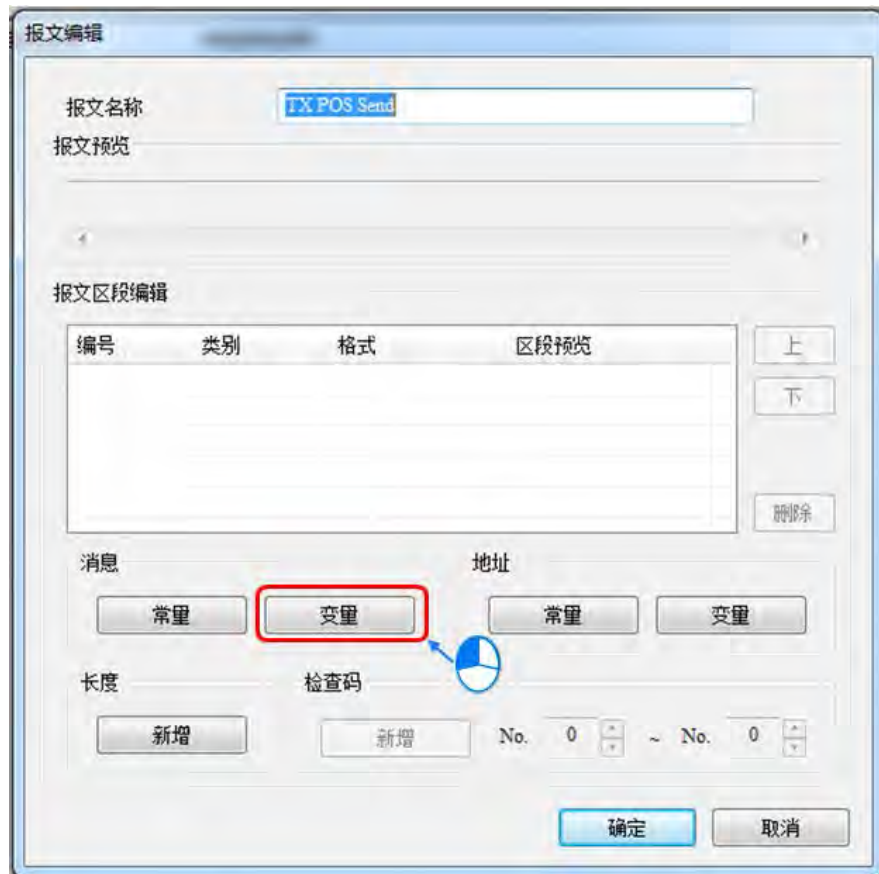 报文编辑
报文名称 TX POS Send
报文预览
报文区段编辑
编号 类别 格式 区段预览
上
下
删除
消息 地址
常量 变量 常量 变量
长度 检查码
新增 新增 No. 0 ~ No. 0
确定 取消